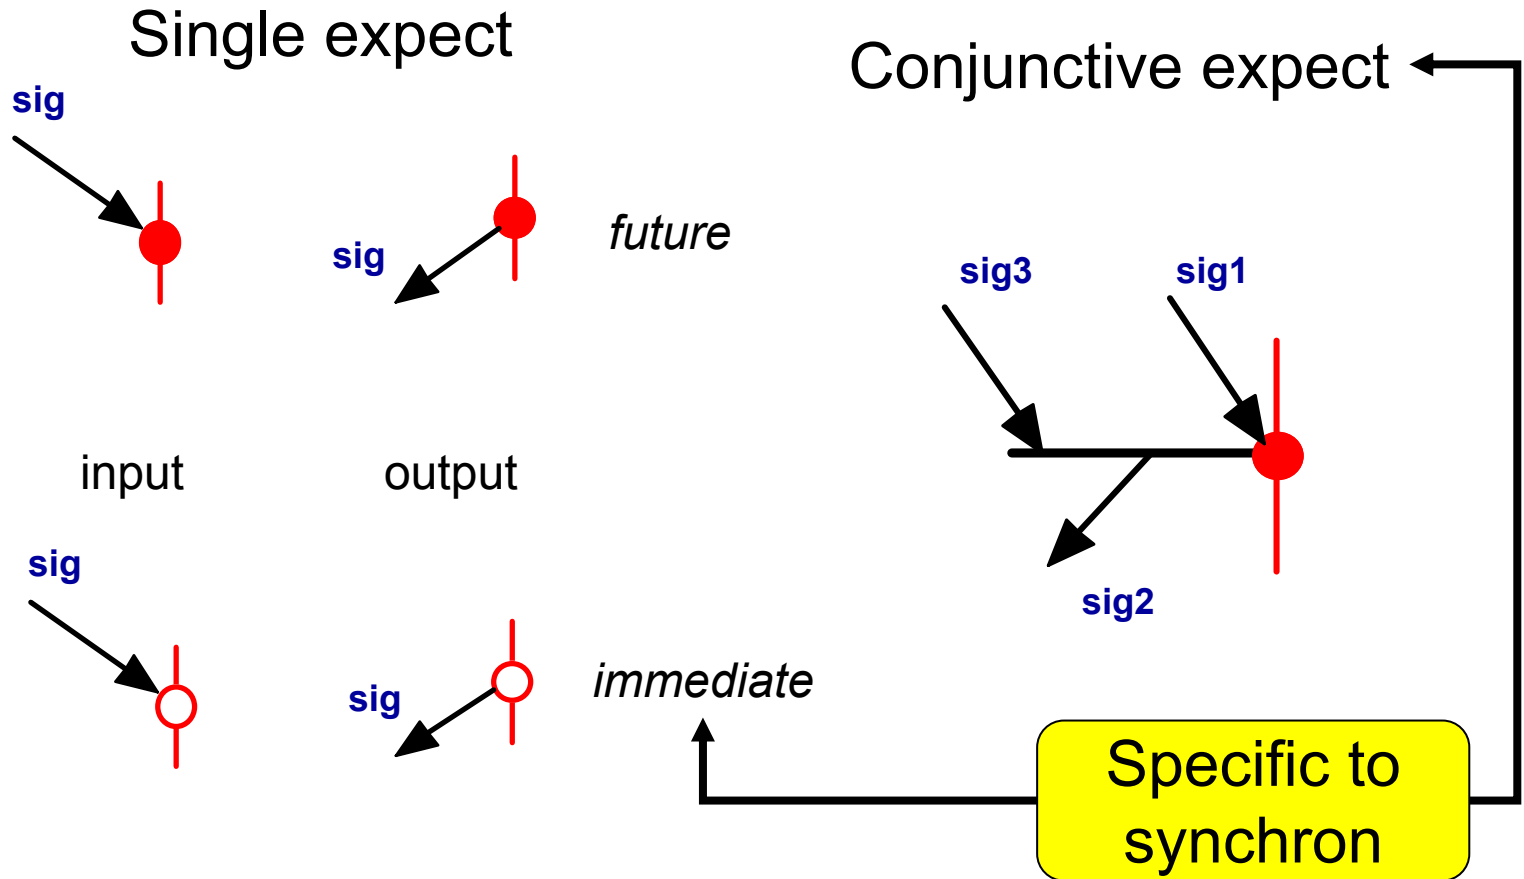 Single expect
Conjunctive expect
sig
sig
future
sig3
sig1
input
output
sig
sig2
sig
immediate
Specific to
synchron